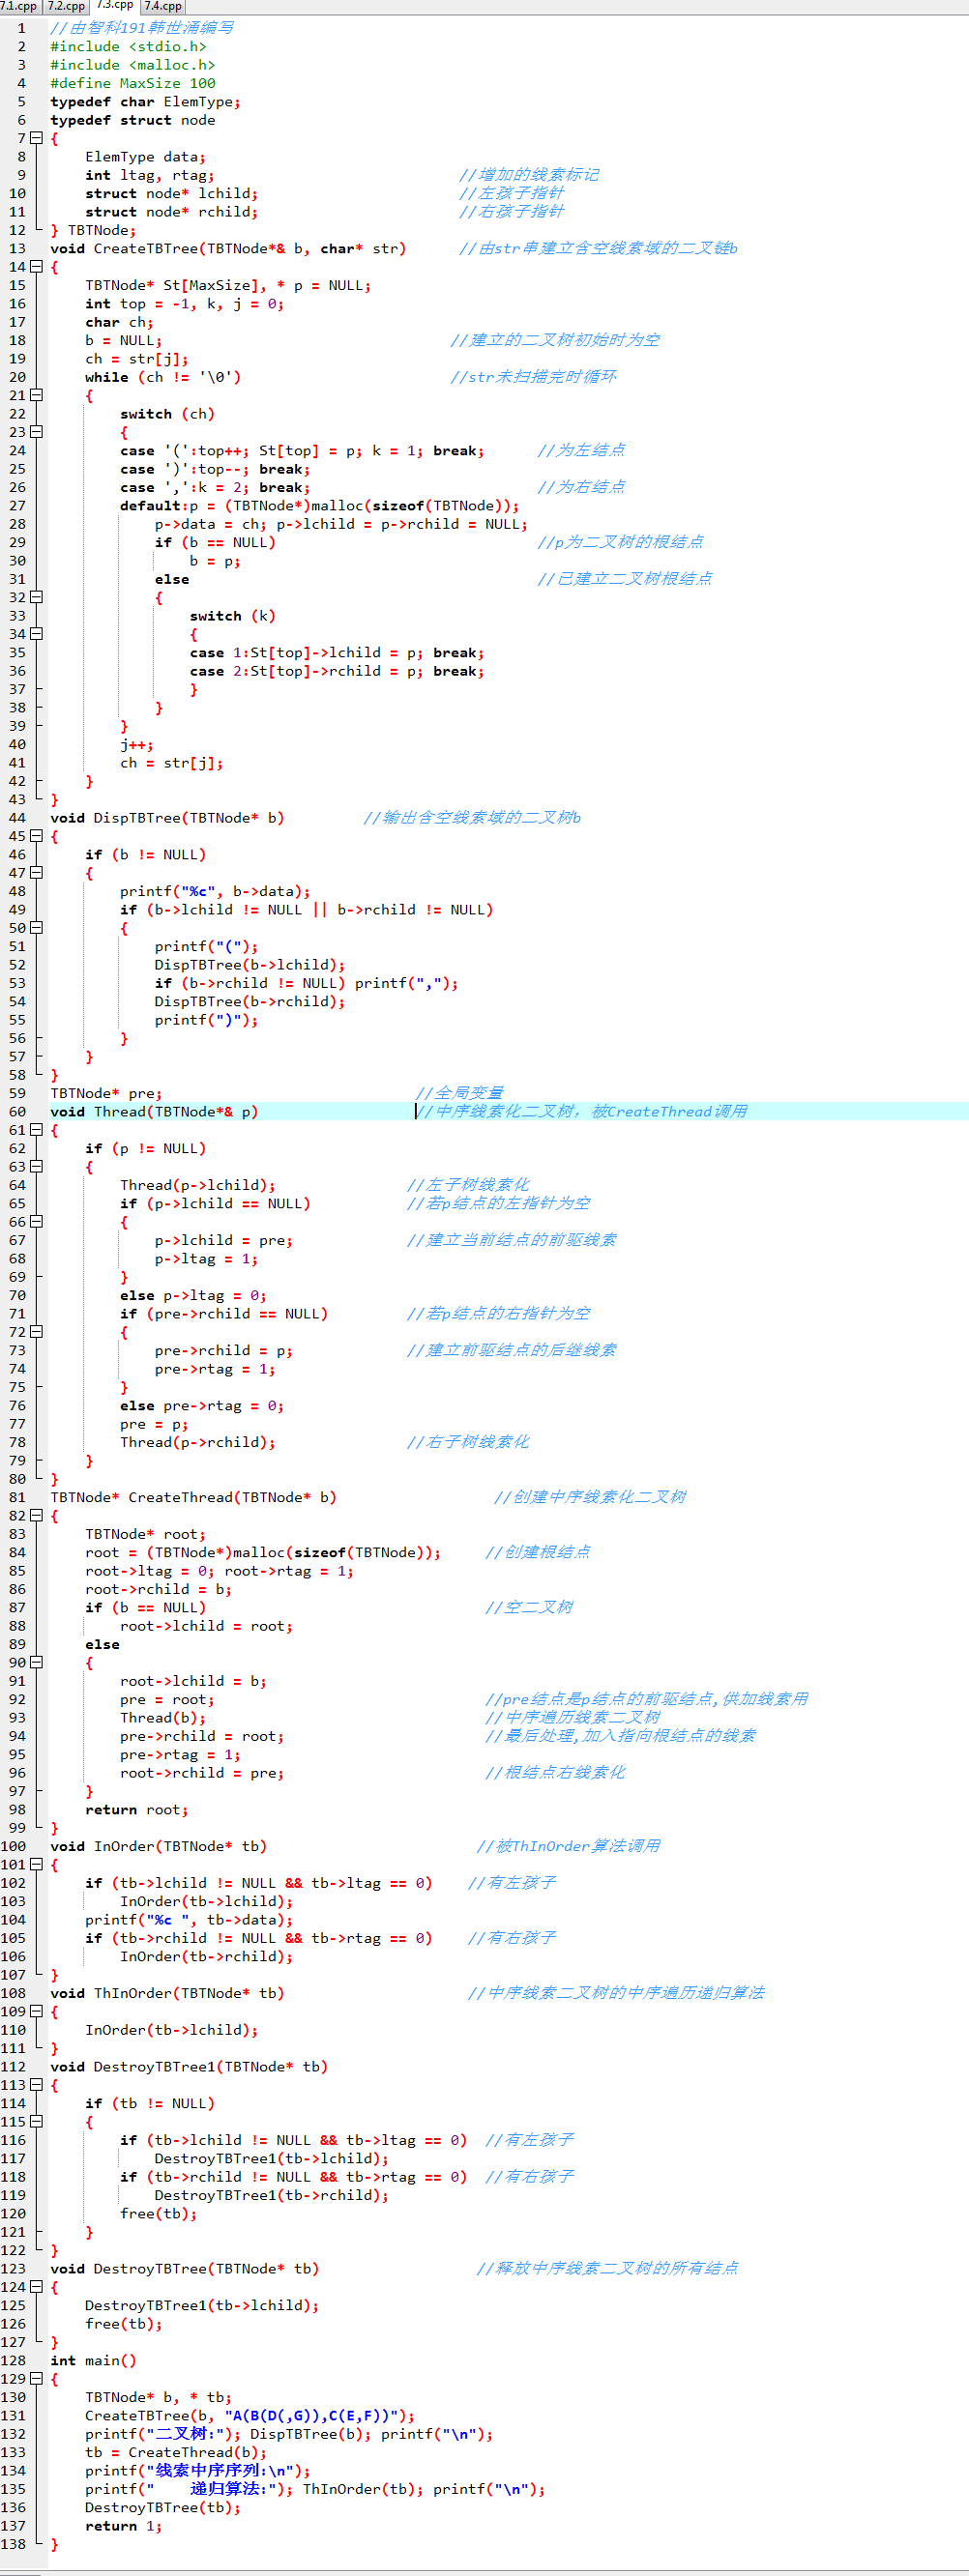 7.1.cpp 7.2.cpp 7.3.cpp 7.4.cpp
1 //由智科191韩世涌编写
2 #include <stdio.h>
3 #include <malloc.h>
4 #define MaxSize 100
5 typedef char ElemType;
6 typedef struct node
7 {
8 ElemType data;
9 int ltag, rtag; //增加的线索标记
10 struct node* lchild; //左孩子指针
11 struct node* rchild; //右孩子指针
12 } TBTNode;
13 void CreateTBTree(TBTNode*& b, char* str) //由str串建立含空线索域的二叉链b
14 {
15 TBTNode* St[MaxSize], * p = NULL;
16 int top = -1, k, j = 0;
17 char ch;
18 b = NULL; //建立的二叉树初始时为空
19 ch = str[j];
20 while (ch != '\0') //str未扫描完时循环
21 {
22 switch (ch)
23 {
24 case '(':top++; St[top] = p; k = 1; break; //为左结点
25 case ')':top--; break;
26 case ',':k = 2; break; //为右结点
27 default:p = (TBTNode*)malloc(sizeof(TBTNode));
28 p->data = ch; p->lchild = p->rchild = NULL;
29 if (b == NULL) //p为二叉树的根结点
30 b = p;
31 else //已建立二叉树根结点
32 {
33 switch (k)
34 {
35 case 1:St[top]->lchild = p; break;
36 case 2:St[top]->rchild = p; break;
37 }
38 }
39 }
40 j++;
41 ch = str[j];
42 }
43 }
44 void DispTBTree(TBTNode* b) //输出含空线索域的二叉树b
45 {
46 if (b != NULL)
47 {
48 printf("%c", b->data);
49 if (b->lchild != NULL || b->rchild != NULL)
50 {
51 printf("(");
52 DispTBTree(b->lchild);
53 if (b->rchild != NULL) printf(",");
54 DispTBTree(b->rchild);
55 printf(")");
56 }
57 }
58 }
59 TBTNode* pre; //全局变量
60 void Thread(TBTNode*& p) //中序线索化二叉树，被CreateThread调用
61 {
62 if (p != NULL)
63 {
64 Thread(p->lchild); //左子树线索化
65 if (p->lchild == NULL) //若p结点的左指针为空
66 {
67 p->lchild = pre; //建立当前结点的前驱线索
68 p->ltag = 1;
69 }
70 else p->ltag = 0;
71 if (pre->rchild == NULL) //若p结点的右指针为空
72 {
73 pre->rchild = p; //建立前驱结点的后继线索
74 pre->rtag = 1;
75 }
76 else pre->rtag = 0;
77 pre = p;
78 Thread(p->rchild); //右子树线索化
79 }
80 }
81 TBTNode* CreateThread(TBTNode* b) //创建中序线索化二叉树
82 {
83 TBTNode* root;
84 root = (TBTNode*)malloc(sizeof(TBTNode)); //创建根结点
85 root->ltag = 0; root->rtag = 1;
86 root->rchild = b;
87 if (b == NULL) //空二叉树
88 root->lchild = root;
89 else
90 {
91 root->lchild = b;
92 pre = root; //pre结点是p结点的前驱结点,供加线索用
93 Thread(b); //中序遍历线索二叉树
94 pre->rchild = root; //最后处理,加入指向根结点的线索
95 pre->rtag = 1;
96 root->rchild = pre; //根结点右线索化
97 }
98 return root;
99 }
100 void InOrder(TBTNode* tb) //被ThInOrder算法调用
101 {
102 if (tb->lchild != NULL && tb->ltag == 0) //有左孩子
103 InOrder(tb->lchild);
104 printf("%c ", tb->data);
105 if (tb->rchild != NULL && tb->rtag == 0) //有右孩子
106 InOrder(tb->rchild);
107 }
108 void ThInOrder(TBTNode* tb) //中序线索二叉树的中序遍历递归算法
109 {
110 InOrder(tb->lchild);
111 }
112 void DestroyTBTree1(TBTNode* tb)
113 {
114 if (tb != NULL)
115 {
116 if (tb->lchild != NULL && tb->ltag == 0) //有左孩子
117 DestroyTBTree1(tb->lchild);
118 if (tb->rchild != NULL && tb->rtag == 0) //有右孩子
119 DestroyTBTree1(tb->rchild);
120 free(tb);
121 }
122 }
123 void DestroyTBTree(TBTNode* tb) //释放中序线索二叉树的所有结点
124 {
125 DestroyTBTree1(tb->lchild);
126 free(tb);
127 }
128 int main()
129 {
130 TBTNode* b, * tb;
131 CreateTBTree(b, "A(B(D(,G)),C(E,F))");
132 printf("二叉树:"); DispTBTree(b); printf("\n");
133 tb = CreateThread(b);
134 printf("线索中序序列:\n");
135 printf("    递归算法:"); ThInOrder(tb); printf("\n");
136 DestroyTBTree(tb);
137 return 1;
138 }